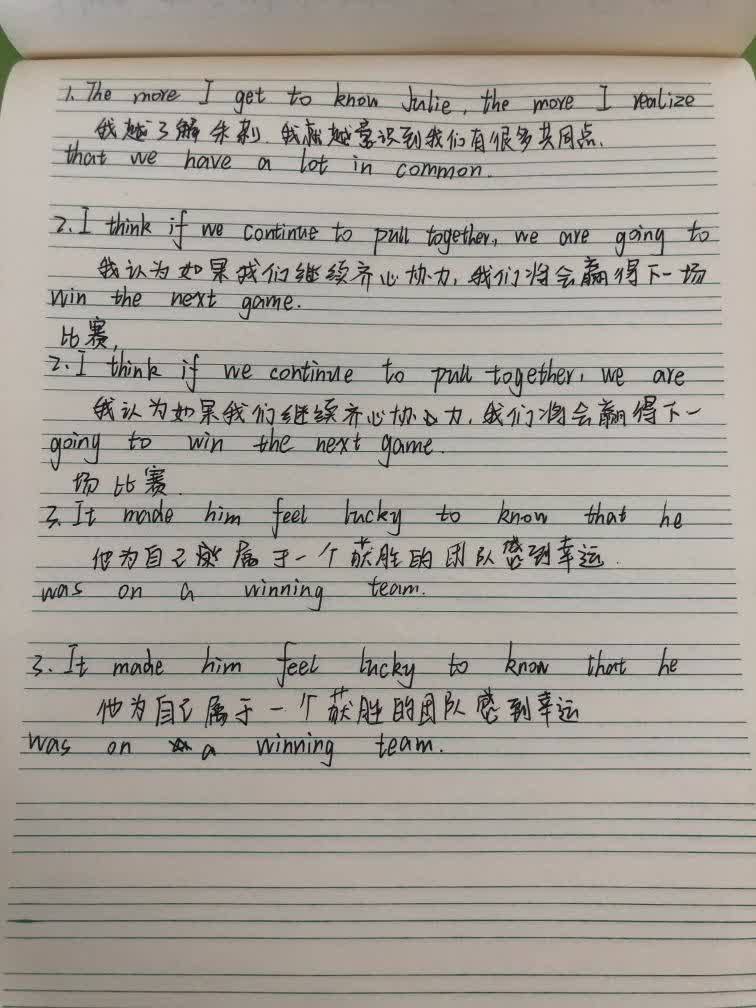 1. The more I get to know Julie, the more I realize
我越了解朱利,我就越意识到我们有很多共同点.
that we have a lot in common.
2. I think if we continue to pull together, we are going to
我认为如果我们继续齐心协力,我们将会赢得下一场
win the next game.
比赛,
2. I think if we continue to pull together, we are
我认为如果我们继续齐心协力,我们将会赢得下一
going to win the next game.
场比赛.
3. It made him feel lucky to know that he
他为自己属于一个获胜的团队感到幸运.
was on a winning team.
3. It made him feel lucky to know that he
他为自己属于一个获胜的团队感到幸运
was on a winning team.